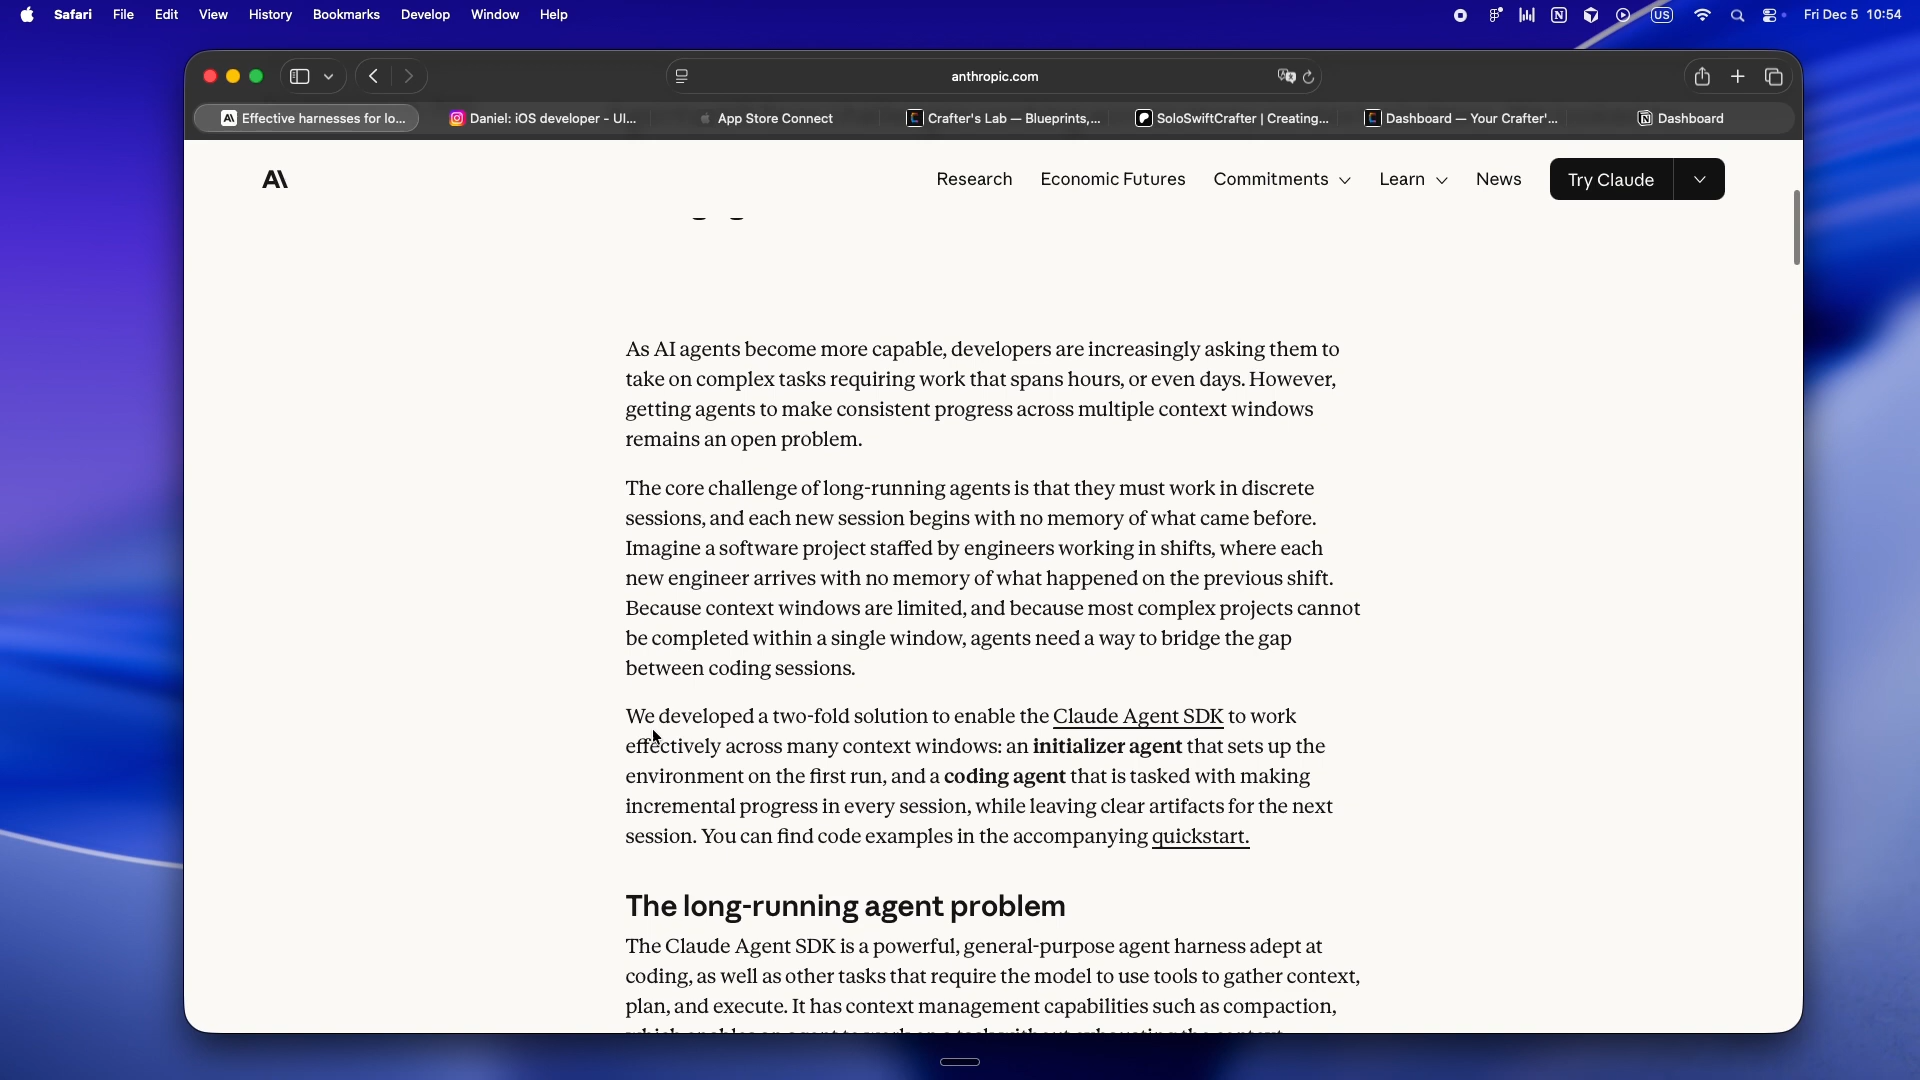 Safari File Edit View History Bookmarks Develop Window Help US Fri Dec 5 10:54
anthropic.com
Effective harnesses for lo... Daniel: iOS developer - UI... App Store Connect Crafter's Lab — Blueprints,... SoloSwiftCrafter | Creating... Dashboard — Your Crafter'... Dashboard
Research Economic Futures Commitments Learn News Try Claude
As AI agents become more capable, developers are increasingly asking them to
take on complex tasks requiring work that spans hours, or even days. However,
getting agents to make consistent progress across multiple context windows
remains an open problem.
The core challenge of long-running agents is that they must work in discrete
sessions, and each new session begins with no memory of what came before.
Imagine a software project staffed by engineers working in shifts, where each
new engineer arrives with no memory of what happened on the previous shift.
Because context windows are limited, and because most complex projects cannot
be completed within a single window, agents need a way to bridge the gap
between coding sessions.
We developed a two-fold solution to enable the Claude Agent SDK to work
effectively across many context windows: an initializer agent that sets up the
environment on the first run, and a coding agent that is tasked with making
incremental progress in every session, while leaving clear artifacts for the next
session. You can find code examples in the accompanying quickstart.
The long-running agent problem
The Claude Agent SDK is a powerful, general-purpose agent harness adept at
coding, as well as other tasks that require the model to use tools to gather context,
plan, and execute. It has context management capabilities such as compaction,